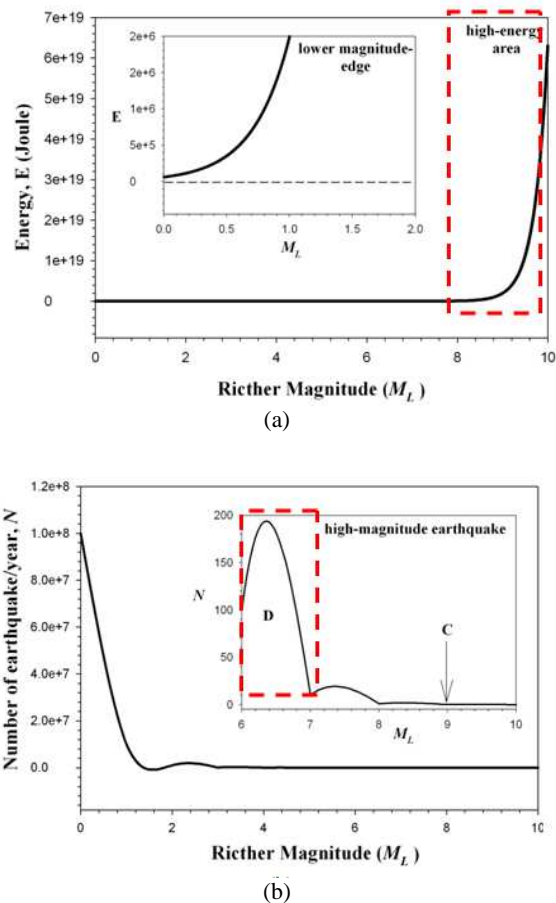 7e+19
6e+19
5e+19
4e+19
3e+19
2e+19
1e+19
0
Energy, E (Joule)
2e+6
1e+6
1e+6
5e+5
0
E
lower magnitude-
edge
0.0 0.5 1.0 1.5 2.0
M_L
high-energy
area
0 2 4 6 8 10
Ricther Magnitude (M_L)
(a)
1.2e+8
1.0e+8
8.0e+7
6.0e+7
4.0e+7
2.0e+7
0.0
Number of earthquake/year, N
200
150
100
50
0
N
high-magnitude earthquake
D
C
6 7 8 9 10
M_L
0 2 4 6 8 10
Ricther Magnitude (M_L)
(b)